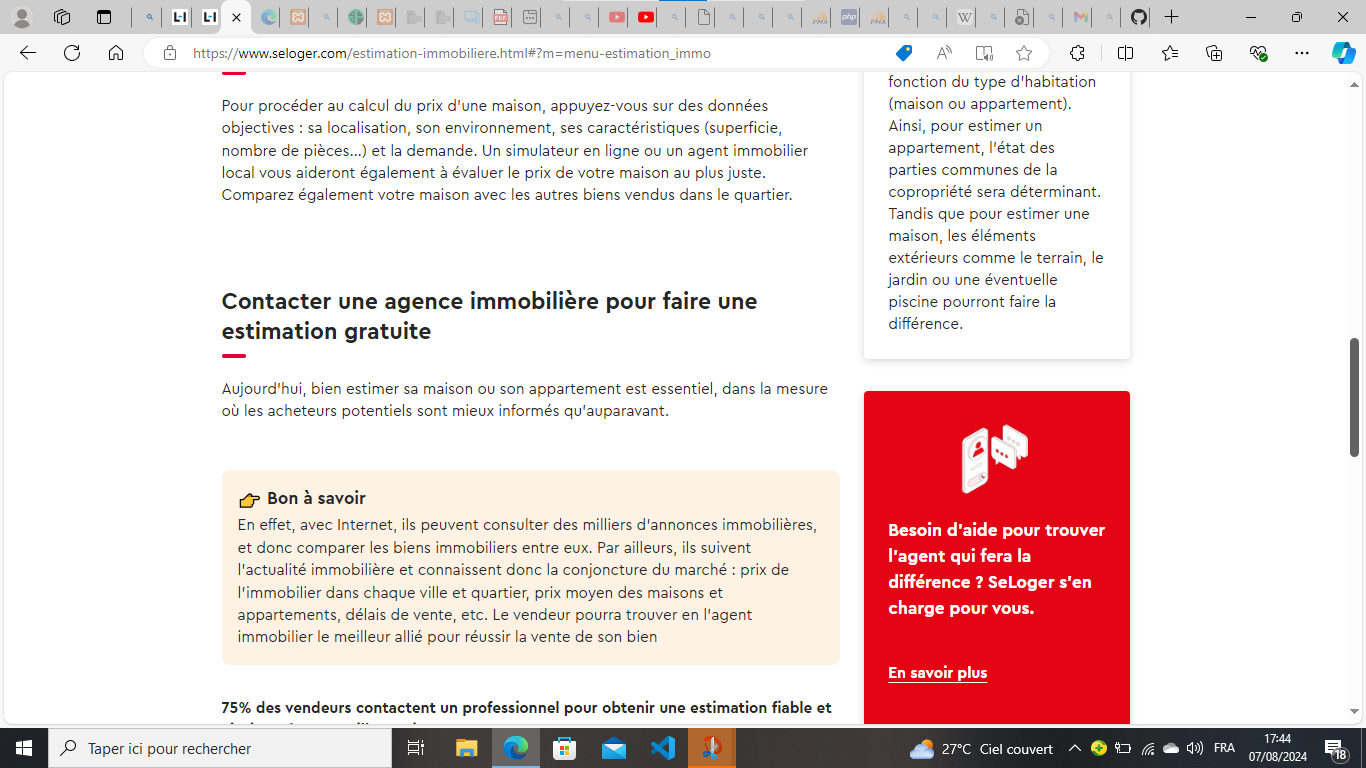 https://www.seloger.com/estimation-immobiliere.html#?m=menu-estimation_immo
Pour procéder au calcul du prix d'une maison, appuyez-vous sur des données
objectives : sa localisation, son environnement, ses caractéristiques (superficie,
nombre de pièces...) et la demande. Un simulateur en ligne ou un agent immobilier
local vous aideront également à évaluer le prix de votre maison au plus juste.
Comparez également votre maison avec les autres biens vendus dans le quartier.
Contacter une agence immobilière pour faire une
estimation gratuite
Aujourd'hui, bien estimer sa maison ou son appartement est essentiel, dans la mesure
où les acheteurs potentiels sont mieux informés qu'auparavant.
Bon à savoir
En effet, avec Internet, ils peuvent consulter des milliers d'annonces immobilières,
et donc comparer les biens immobiliers entre eux. Par ailleurs, ils suivent
l'actualité immobilière et connaissent donc la conjoncture du marché : prix de
l'immobilier dans chaque ville et quartier, prix moyen des maisons et
appartements, délais de vente, etc. Le vendeur pourra trouver en l'agent
immobilier le meilleur allié pour réussir la vente de son bien
75% des vendeurs contactent un professionnel pour obtenir une estimation fiable et
fonction du type d'habitation
(maison ou appartement).
Ainsi, pour estimer un
appartement, l'état des
parties communes de la
copropriété sera déterminant.
Tandis que pour estimer une
maison, les éléments
extérieurs comme le terrain, le
jardin ou une éventuelle
piscine pourront faire la
différence.
Besoin d'aide pour trouver
l'agent qui fera la
différence ? SeLoger s'en
charge pour vous.
En savoir plus
Taper ici pour rechercher
27°C Ciel couvert
FRA
17:44
07/08/2024
18